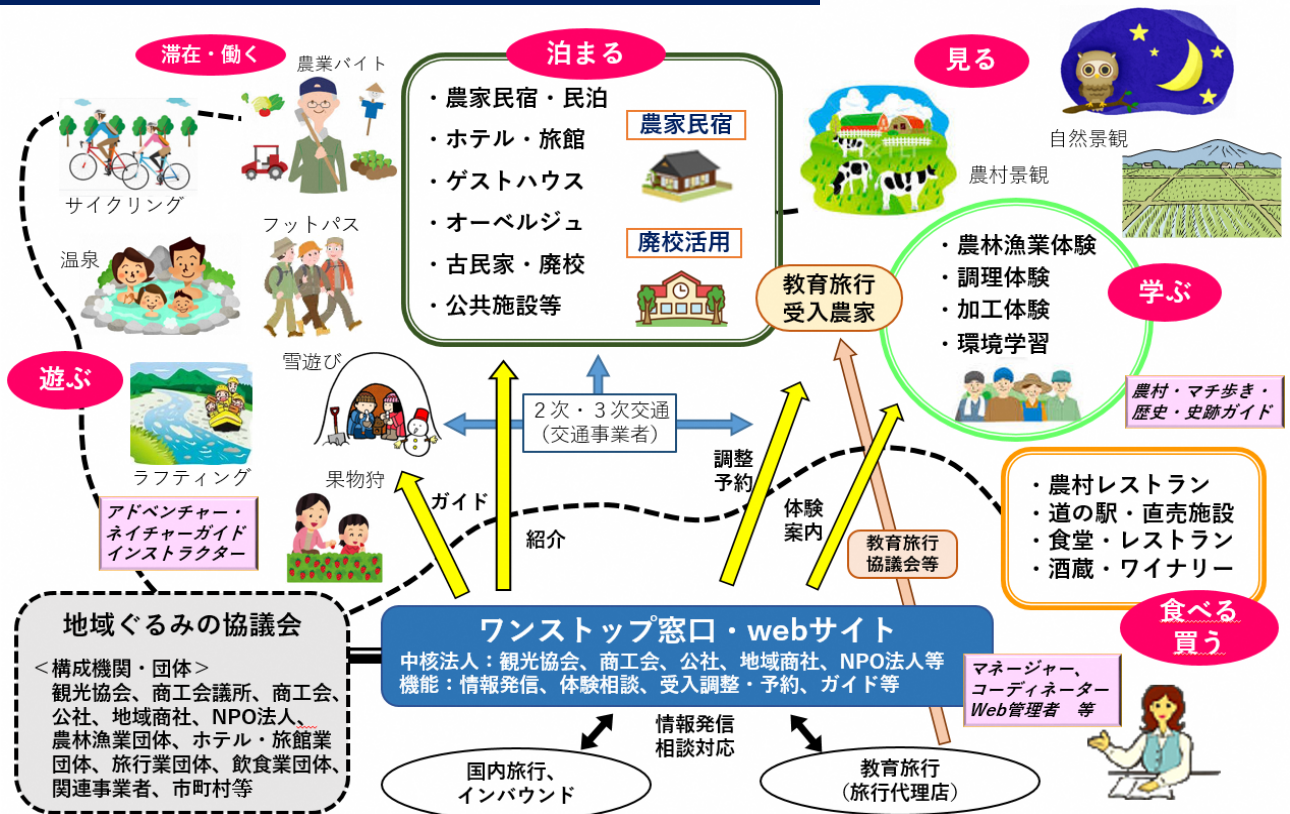 滞在・働く
農業バイト
サイクリング
温泉
フットパス
遊ぶ
雪遊び
ラフティング
果物狩
アドベンチャー・
ネイチャーガイド
インストラクター
泊まる
・農家民宿・民泊
・ホテル・旅館
・ゲストハウス
・オーベルジュ
・古民家・廃校
・公共施設等
農家民宿
廃校活用
見る
自然景観
農村景観
教育旅行
受入農家
・農林漁業体験
・調理体験
・加工体験
・環境学習
学ぶ
農村・マチ歩き・
歴史・史跡ガイド
2次・3次交通
（交通事業者）
ガイド
紹介
調整
予約
体験
案内
教育旅行
協議会等
・農村レストラン
・道の駅・直売施設
・食堂・レストラン
・酒蔵・ワイナリー
食べる
買う
地域ぐるみの協議会
＜構成機関・団体＞
観光協会、商工会議所、商工会、
公社、地域商社、NPO法人、
農林漁業団体、ホテル・旅館業
団体、旅行業団体、飲食業団体、
関連事業者、市町村等
ワンストップ窓口・webサイト
中核法人：観光協会、商工会、公社、地域商社、NPO法人等
機能：情報発信、体験相談、受入調整・予約、ガイド等
マネージャー、
コーディネーター
Web管理者　等
情報発信
相談対応
国内旅行、
インバウンド
教育旅行
（旅行代理店）